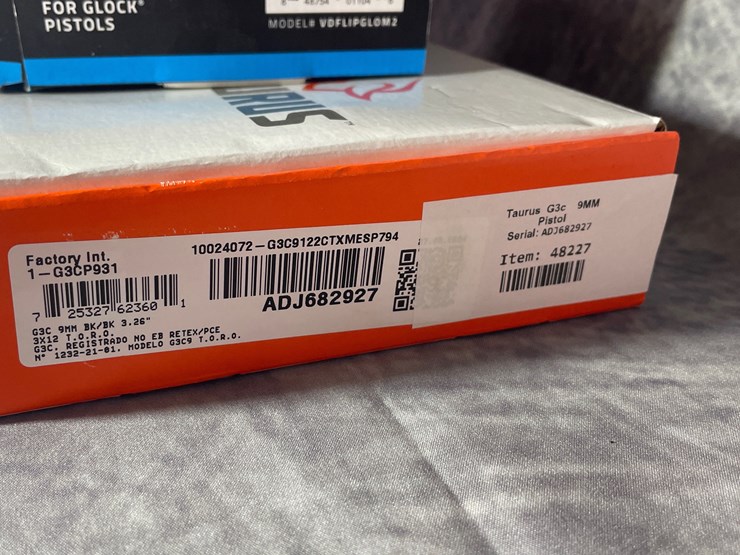 FOR GLOCK®
PISTOLS
MODEL# VDFLIPGLOM2
URUS™
Factory Int.
1-G3CP931
7 25327 62360 1
G3C 9MM BK/BK 3.26"
3X12 T.O.R.O.
G3C, REGISTRADO NO EB RETEX/PCE
N° 1232-21-01. MODELO G3C9 T.O.R.O.
10024072-G3C9122CTXMESP794
ADJ682927
Taurus G3c 9MM
Pistol
Serial: ADJ682927
Item: 48227